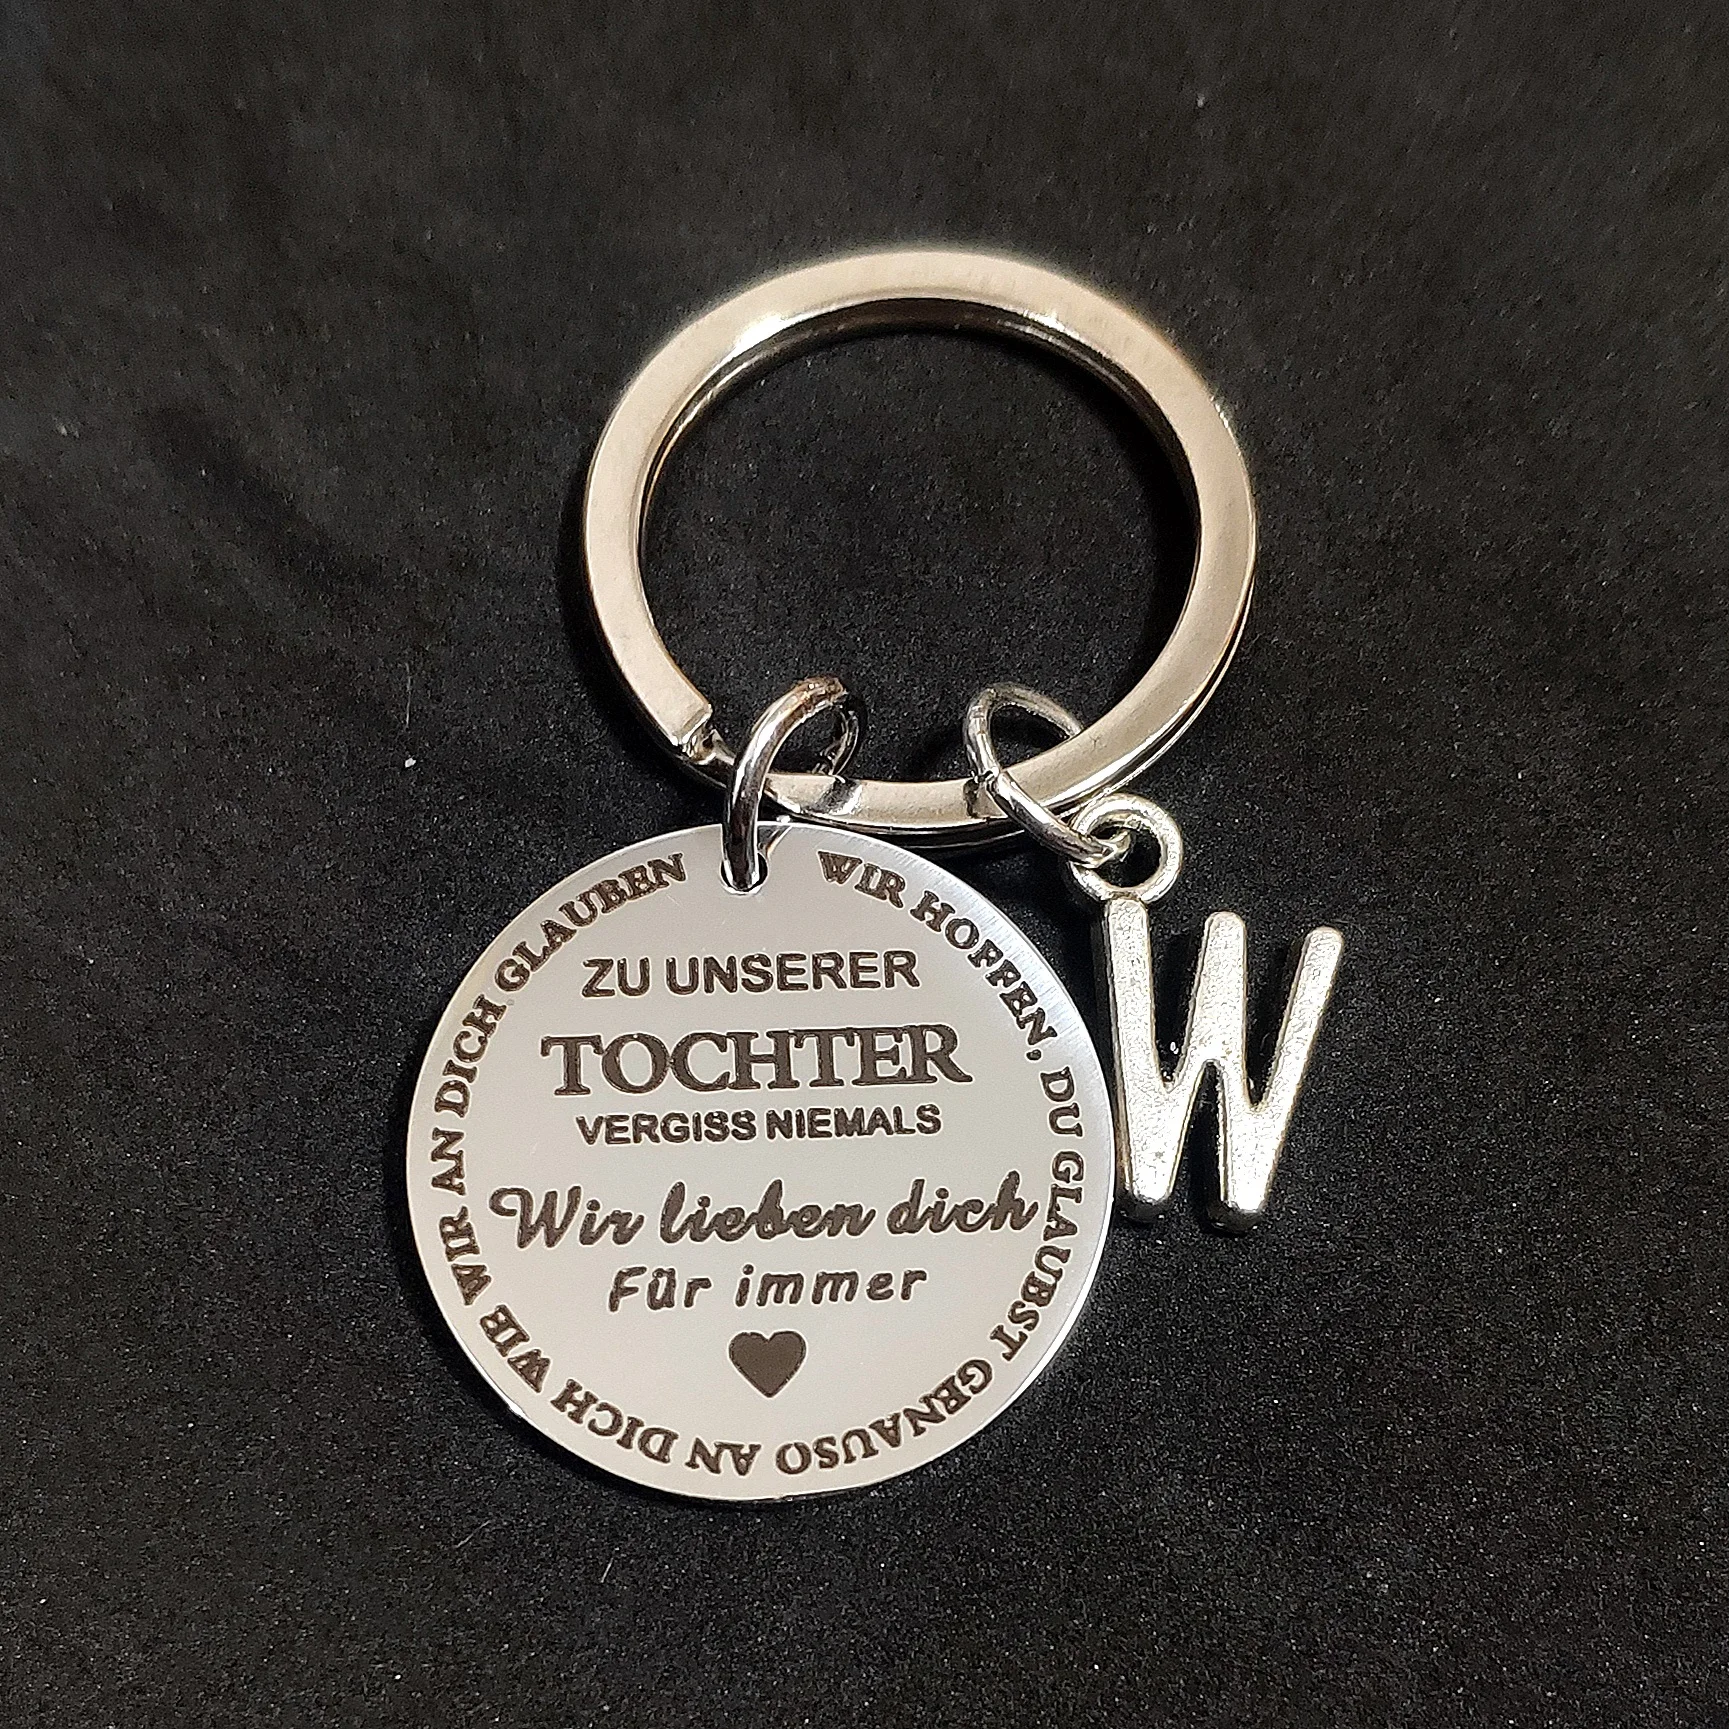 WIR HOFFEN, DU GLAUBST GENAUSO AN DICH WIE WIR AN DICH GLAUBEN
ZU UNSERER
TOCHTER
VERGISS NIEMALS
Wir lieben dich
Für immer
W